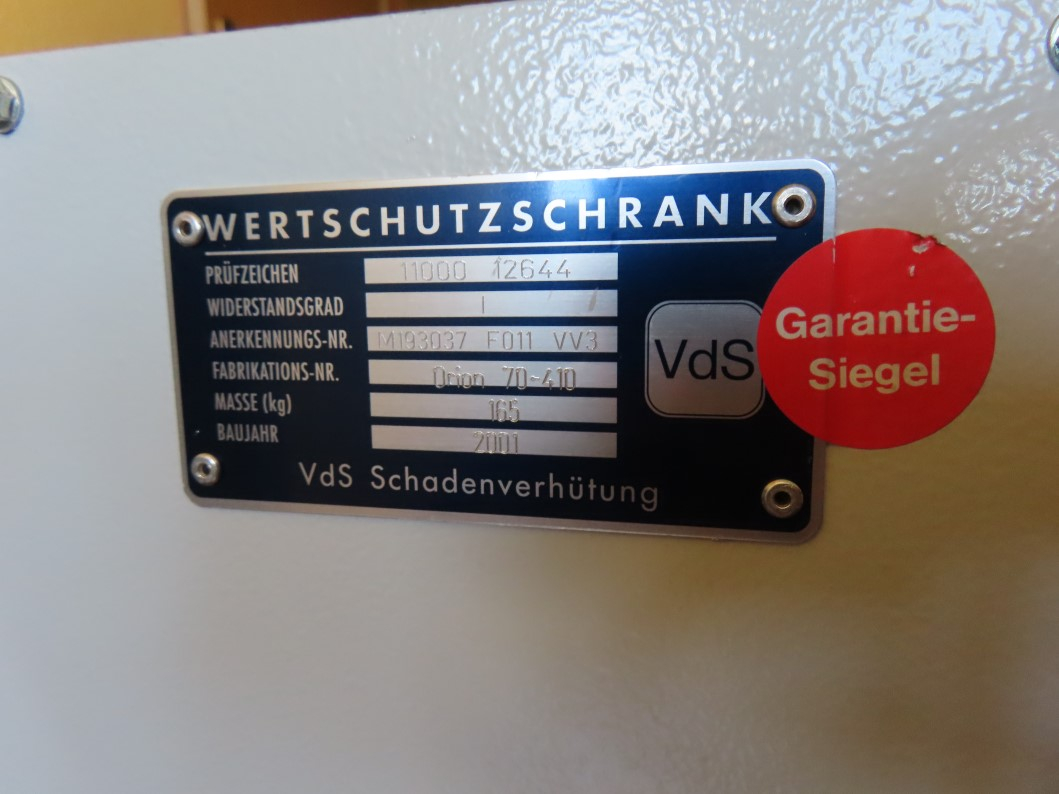 WERTSCHUTZSCHRANK
PRÜFZEICHEN 11000 12644
WIDERSTANDSGRAD I
ANERKENNUNGS-NR. M193037 F011 VV3
FABRIKATIONS-NR. Orion 70-410
MASSE (kg) 165
BAUJAHR 2001
VdS Schadenverhütung
VdS
Garantie-
Siegel